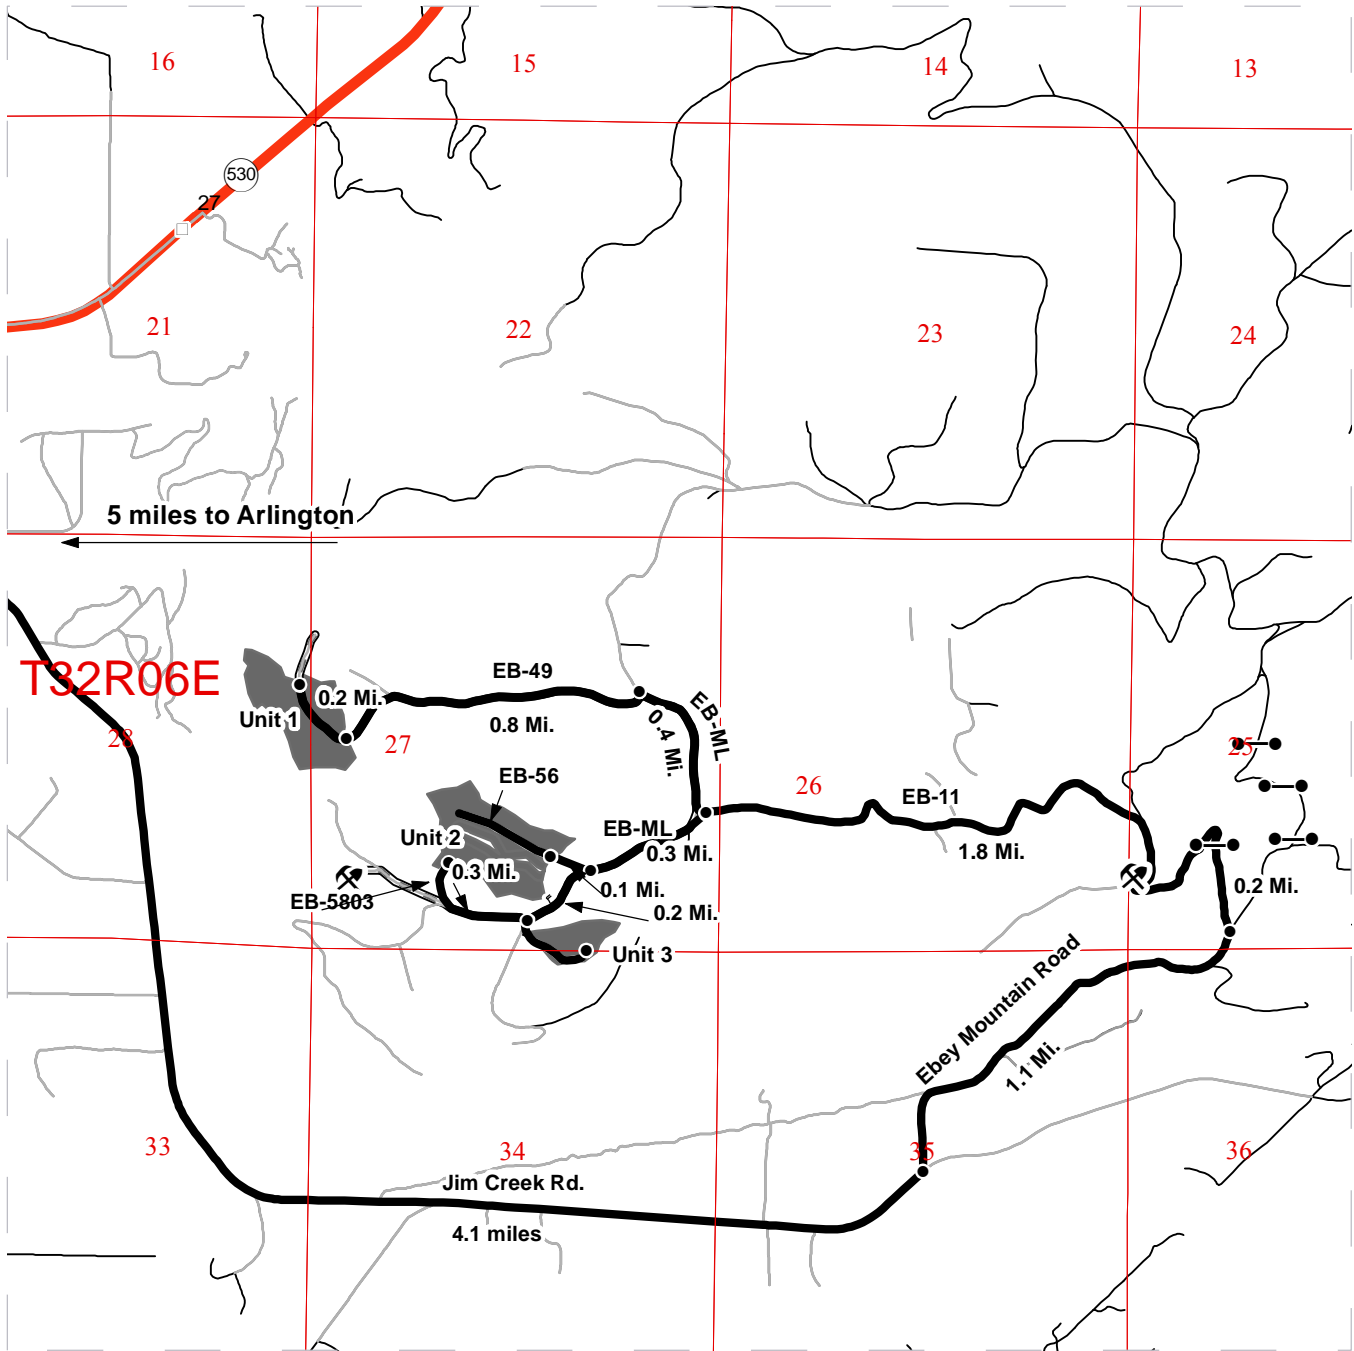 16
15
14
13
530
27
21
22
23
24
5 miles to Arlington
T32R06E
EB-49
0.2 Mi.
Unit 1
0.8 Mi.
0.4 Mi.
EB-ML
28
27
25
EB-56
26
EB-11
Unit 2
EB-ML
0.3 Mi.
1.8 Mi.
0.3 Mi.
0.1 Mi.
0.2 Mi.
EB-5803
0.2 Mi.
Unit 3
Ebey Mountain Road
1.1 Mi.
33
34
35
36
Jim Creek Rd.
4.1 miles